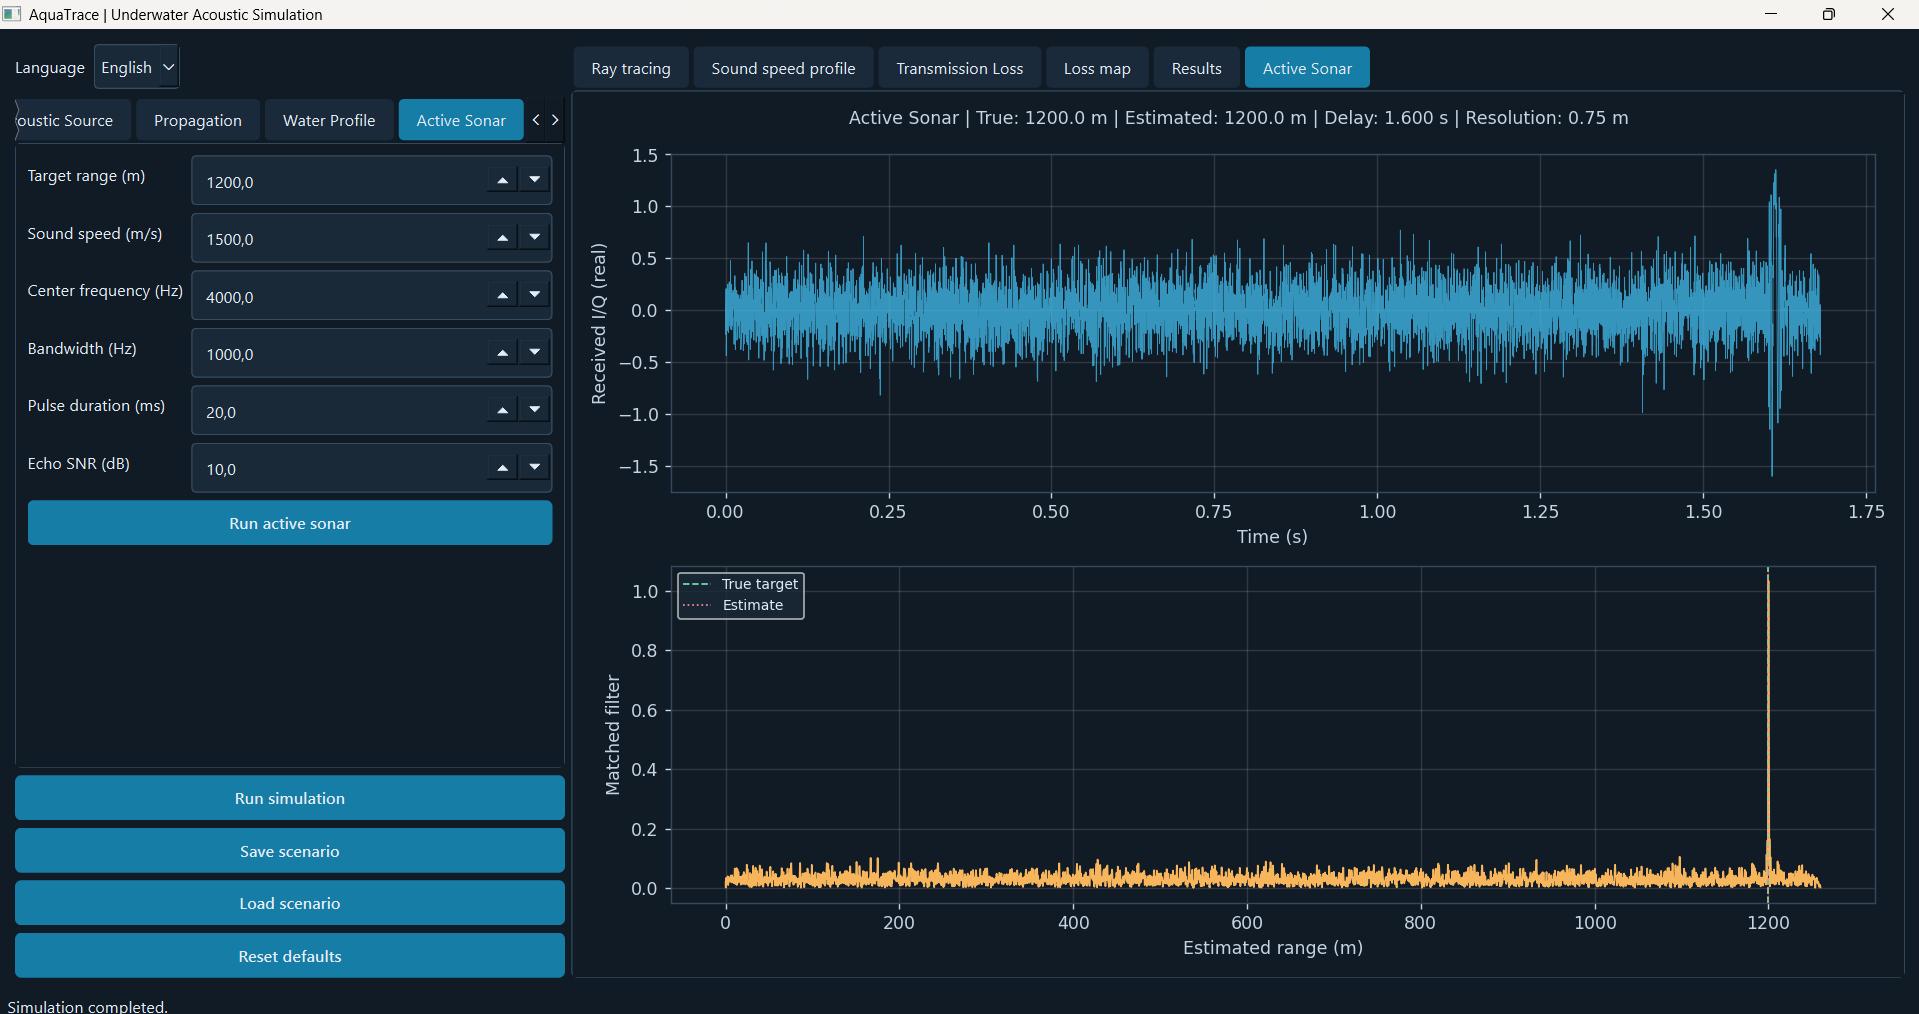 AquaTrace | Underwater Acoustic Simulation
Language English
oustic Source Propagation Water Profile Active Sonar
Target range (m) 1200,0
Sound speed (m/s) 1500,0
Center frequency (Hz) 4000,0
Bandwidth (Hz) 1000,0
Pulse duration (ms) 20,0
Echo SNR (dB) 10,0
Run active sonar
Run simulation
Save scenario
Load scenario
Reset defaults
Simulation completed.
Ray tracing Sound speed profile Transmission Loss Loss map Results Active Sonar
Active Sonar | True: 1200.0 m | Estimated: 1200.0 m | Delay: 1.600 s | Resolution: 0.75 m
Received I/Q (real)
1.5
1.0
0.5
0.0
−0.5
−1.0
−1.5
0.00 0.25 0.50 0.75 1.00 1.25 1.50 1.75
Time (s)
True target
Estimate
Matched filter
1.0
0.8
0.6
0.4
0.2
0.0
0 200 400 600 800 1000 1200
Estimated range (m)